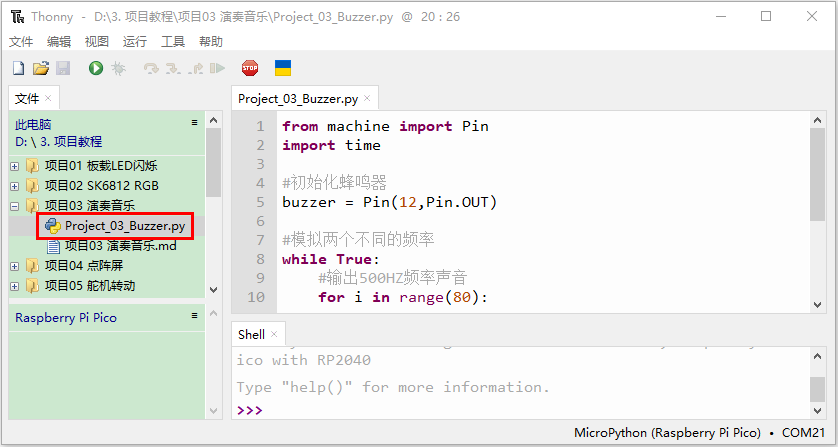 Thonny - D:\3. 项目教程\项目03 演奏音乐\Project_03_Buzzer.py @ 20 : 26
文件 编辑 视图 运行 工具 帮助
STOP
文件 ×
此电脑
D: \ 3. 项目教程
项目01 板载LED闪烁
项目02 SK6812 RGB
项目03 演奏音乐
Project_03_Buzzer.py
项目03 演奏音乐.md
项目04 点阵屏
项目05 舵机转动
Raspberry Pi Pico
Project_03_Buzzer.py ×
1 from machine import Pin
2 import time
3
4 #初始化蜂鸣器
5 buzzer = Pin(12,Pin.OUT)
6
7 #模拟两个不同的频率
8 while True:
9 #输出500HZ频率声音
10 for i in range(80):
Shell ×
ico with RP2040
Type "help()" for more information.
>>>
MicroPython (Raspberry Pi Pico) • COM21